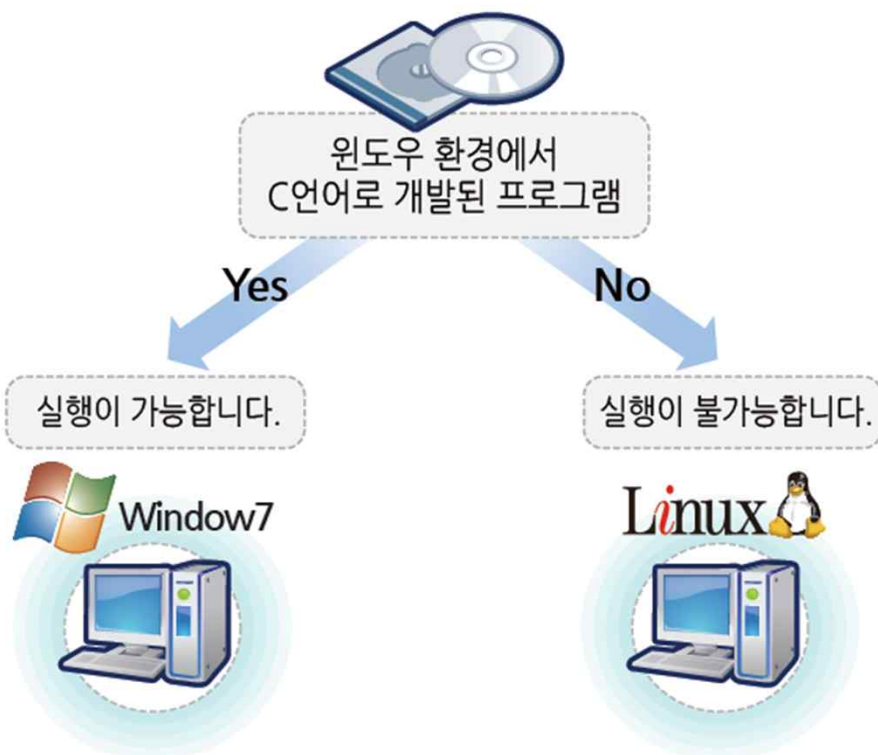 윈도우 환경에서
C언어로 개발된 프로그램
Yes
No
실행이 가능합니다.
실행이 불가능합니다.
Window7
Linux